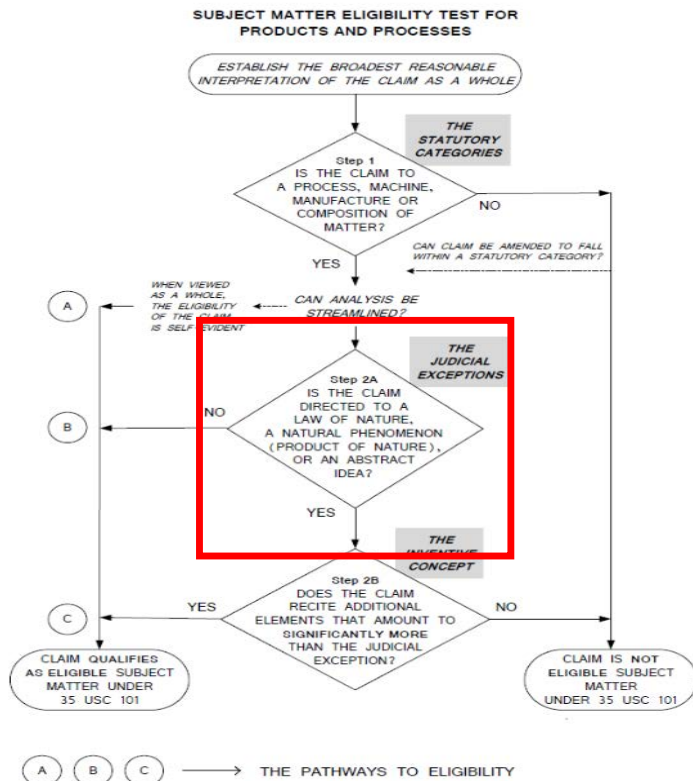 SUBJECT MATTER ELIGIBILITY TEST FOR
PRODUCTS AND PROCESSES
ESTABLISH THE BROADEST REASONABLE
INTERPRETATION OF THE CLAIM AS A WHOLE
THE
STATUTORY
CATEGORIES
Step 1
IS THE CLAIM TO
A PROCESS, MACHINE,
MANUFACTURE OR
COMPOSITION OF
MATTER?
NO
YES
CAN CLAIM BE AMENDED TO FALL
WITHIN A STATUTORY CATEGORY?
WHEN VIEWED
AS A WHOLE,
THE ELIGIBILITY
OF THE CLAIM
IS SELF-EVIDENT
A
CAN ANALYSIS BE
STREAMLINED?
THE
JUDICIAL
EXCEPTIONS
Step 2A
IS THE CLAIM
DIRECTED TO A
LAW OF NATURE,
A NATURAL PHENOMENON
(PRODUCT OF NATURE),
OR AN ABSTRACT
IDEA?
NO
B
YES
THE
INVENTIVE
CONCEPT
Step 2B
DOES THE CLAIM
RECITE ADDITIONAL
ELEMENTS THAT AMOUNT TO
SIGNIFICANTLY MORE
THAN THE JUDICIAL
EXCEPTION?
YES
NO
C
CLAIM QUALIFIES
AS ELIGIBLE SUBJECT
MATTER UNDER
35 USC 101
CLAIM IS NOT
ELIGIBLE SUBJECT
MATTER
UNDER 35 USC 101
A B C THE PATHWAYS TO ELIGIBILITY